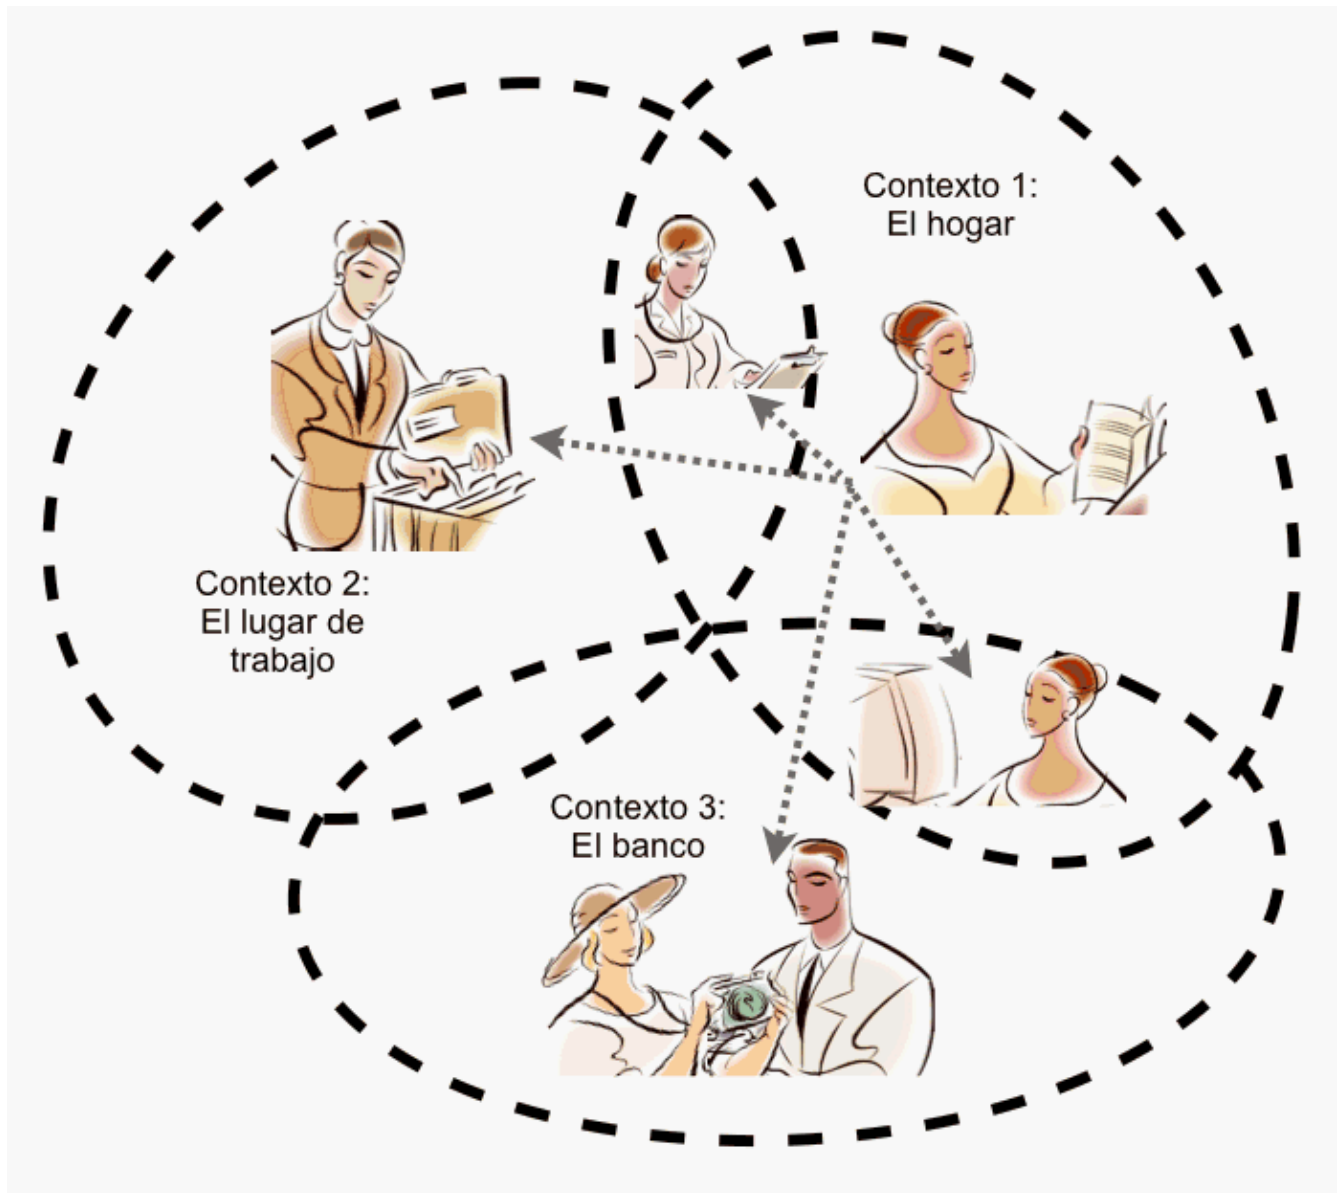 Contexto 1:
El hogar
Contexto 2:
El lugar de
trabajo
Contexto 3:
El banco